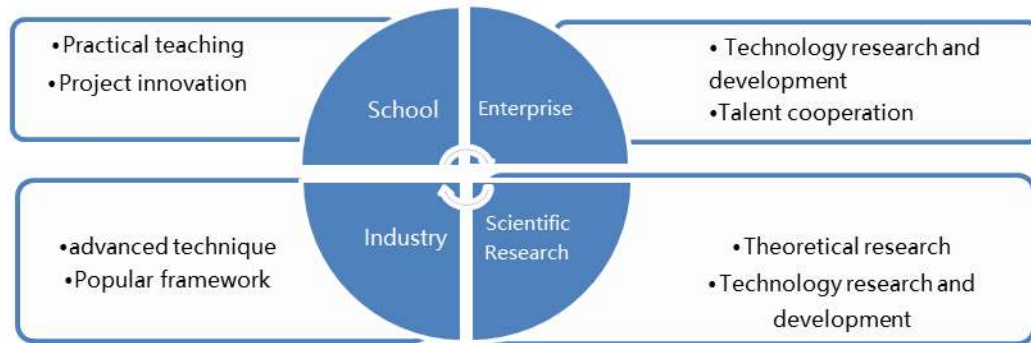 •Practical teaching
•Project innovation
School
Enterprise
• Technology research and
development
•Talent cooperation
•advanced technique
•Popular framework
Industry
Scientific
Research
•Theoretical research
•Technology research and
development